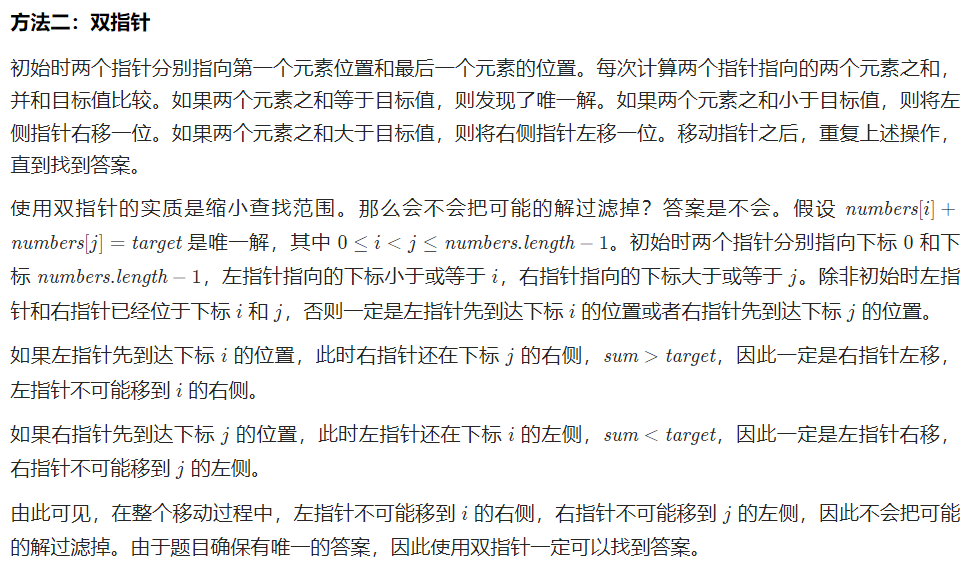 方法二：双指针
初始时两个指针分别指向第一个元素位置和最后一个元素的位置。每次计算两个指针指向的两个元素之和，
并和目标值比较。如果两个元素之和等于目标值，则发现了唯一解。如果两个元素之和小于目标值，则将左
侧指针右移一位。如果两个元素之和大于目标值，则将右侧指针左移一位。移动指针之后，重复上述操作，
直到找到答案。
使用双指针的实质是缩小查找范围。那么会不会把可能的解过滤掉？答案是不会。假设 numbers[i] +
numbers[j] = target 是唯一解，其中 0 ≤ i < j ≤ numbers.length − 1。初始时两个指针分别指向下标 0 和下
标 numbers.length − 1，左指针指向的下标小于或等于 i，右指针指向的下标大于或等于 j。除非初始时左指
针和右指针已经位于下标 i 和 j，否则一定是左指针先到达下标 i 的位置或者右指针先到达下标 j 的位置。
如果左指针先到达下标 i 的位置，此时右指针还在下标 j 的右侧，sum > target，因此一定是右指针左移，
左指针不可能移到 i 的右侧。
如果右指针先到达下标 j 的位置，此时左指针还在下标 i 的左侧，sum < target，因此一定是左指针右移，
右指针不可能移到 j 的左侧。
由此可见，在整个移动过程中，左指针不可能移到 i 的右侧，右指针不可能移到 j 的左侧，因此不会把可能
的解过滤掉。由于题目确保有唯一的答案，因此使用双指针一定可以找到答案。